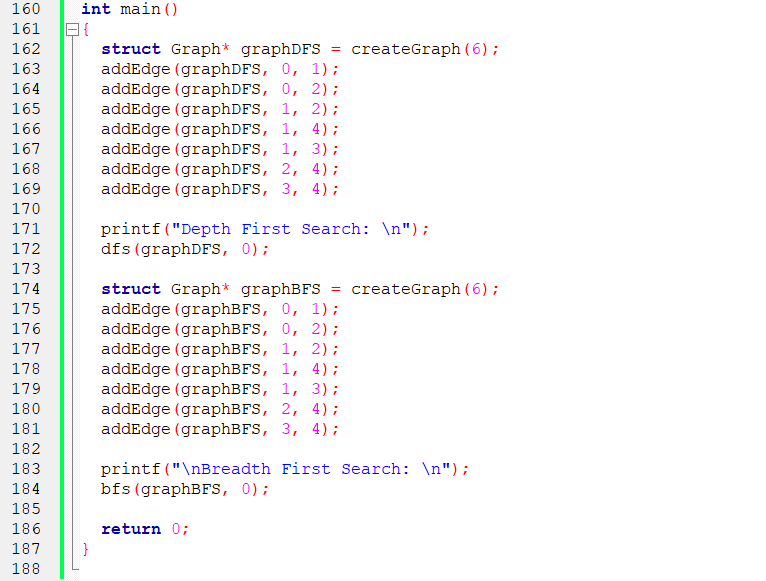 160 int main()
161 {
162 struct Graph* graphDFS = createGraph(6);
163 addEdge(graphDFS, 0, 1);
164 addEdge(graphDFS, 0, 2);
165 addEdge(graphDFS, 1, 2);
166 addEdge(graphDFS, 1, 4);
167 addEdge(graphDFS, 1, 3);
168 addEdge(graphDFS, 2, 4);
169 addEdge(graphDFS, 3, 4);
170
171 printf("Depth First Search: \n");
172 dfs(graphDFS, 0);
173
174 struct Graph* graphBFS = createGraph(6);
175 addEdge(graphBFS, 0, 1);
176 addEdge(graphBFS, 0, 2);
177 addEdge(graphBFS, 1, 2);
178 addEdge(graphBFS, 1, 4);
179 addEdge(graphBFS, 1, 3);
180 addEdge(graphBFS, 2, 4);
181 addEdge(graphBFS, 3, 4);
182
183 printf("\nBreadth First Search: \n");
184 bfs(graphBFS, 0);
185
186 return 0;
187 }
188